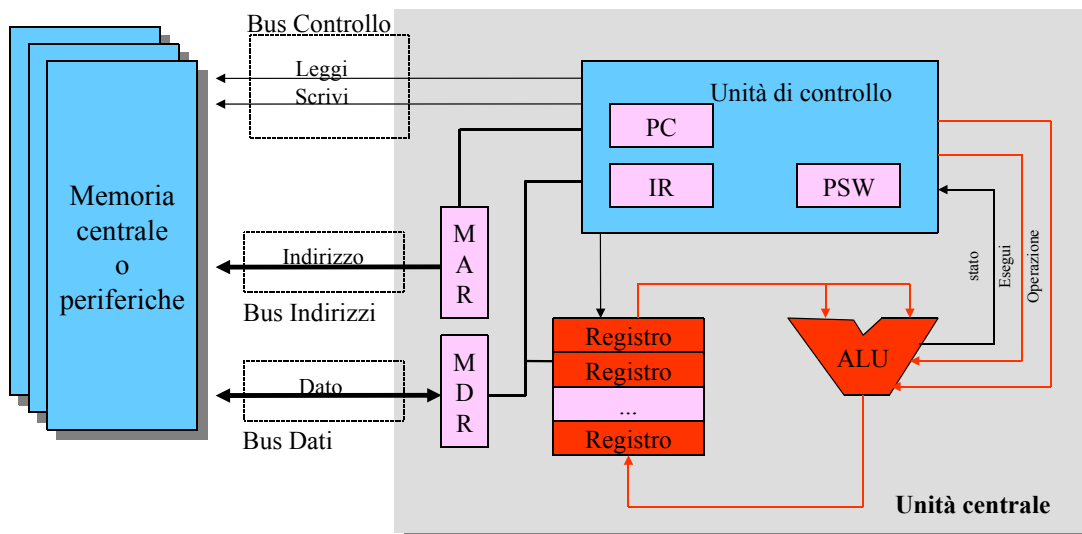 Bus Controllo
Leggi
Scrivi
Unità di controllo
PC
IR
PSW
Memoria
centrale
o
periferiche
M
A
R
Indirizzo
Bus Indirizzi
stato
Esegui
Operazione
Registro
Registro
...
Registro
ALU
M
D
R
Dato
Bus Dati
Unità centrale